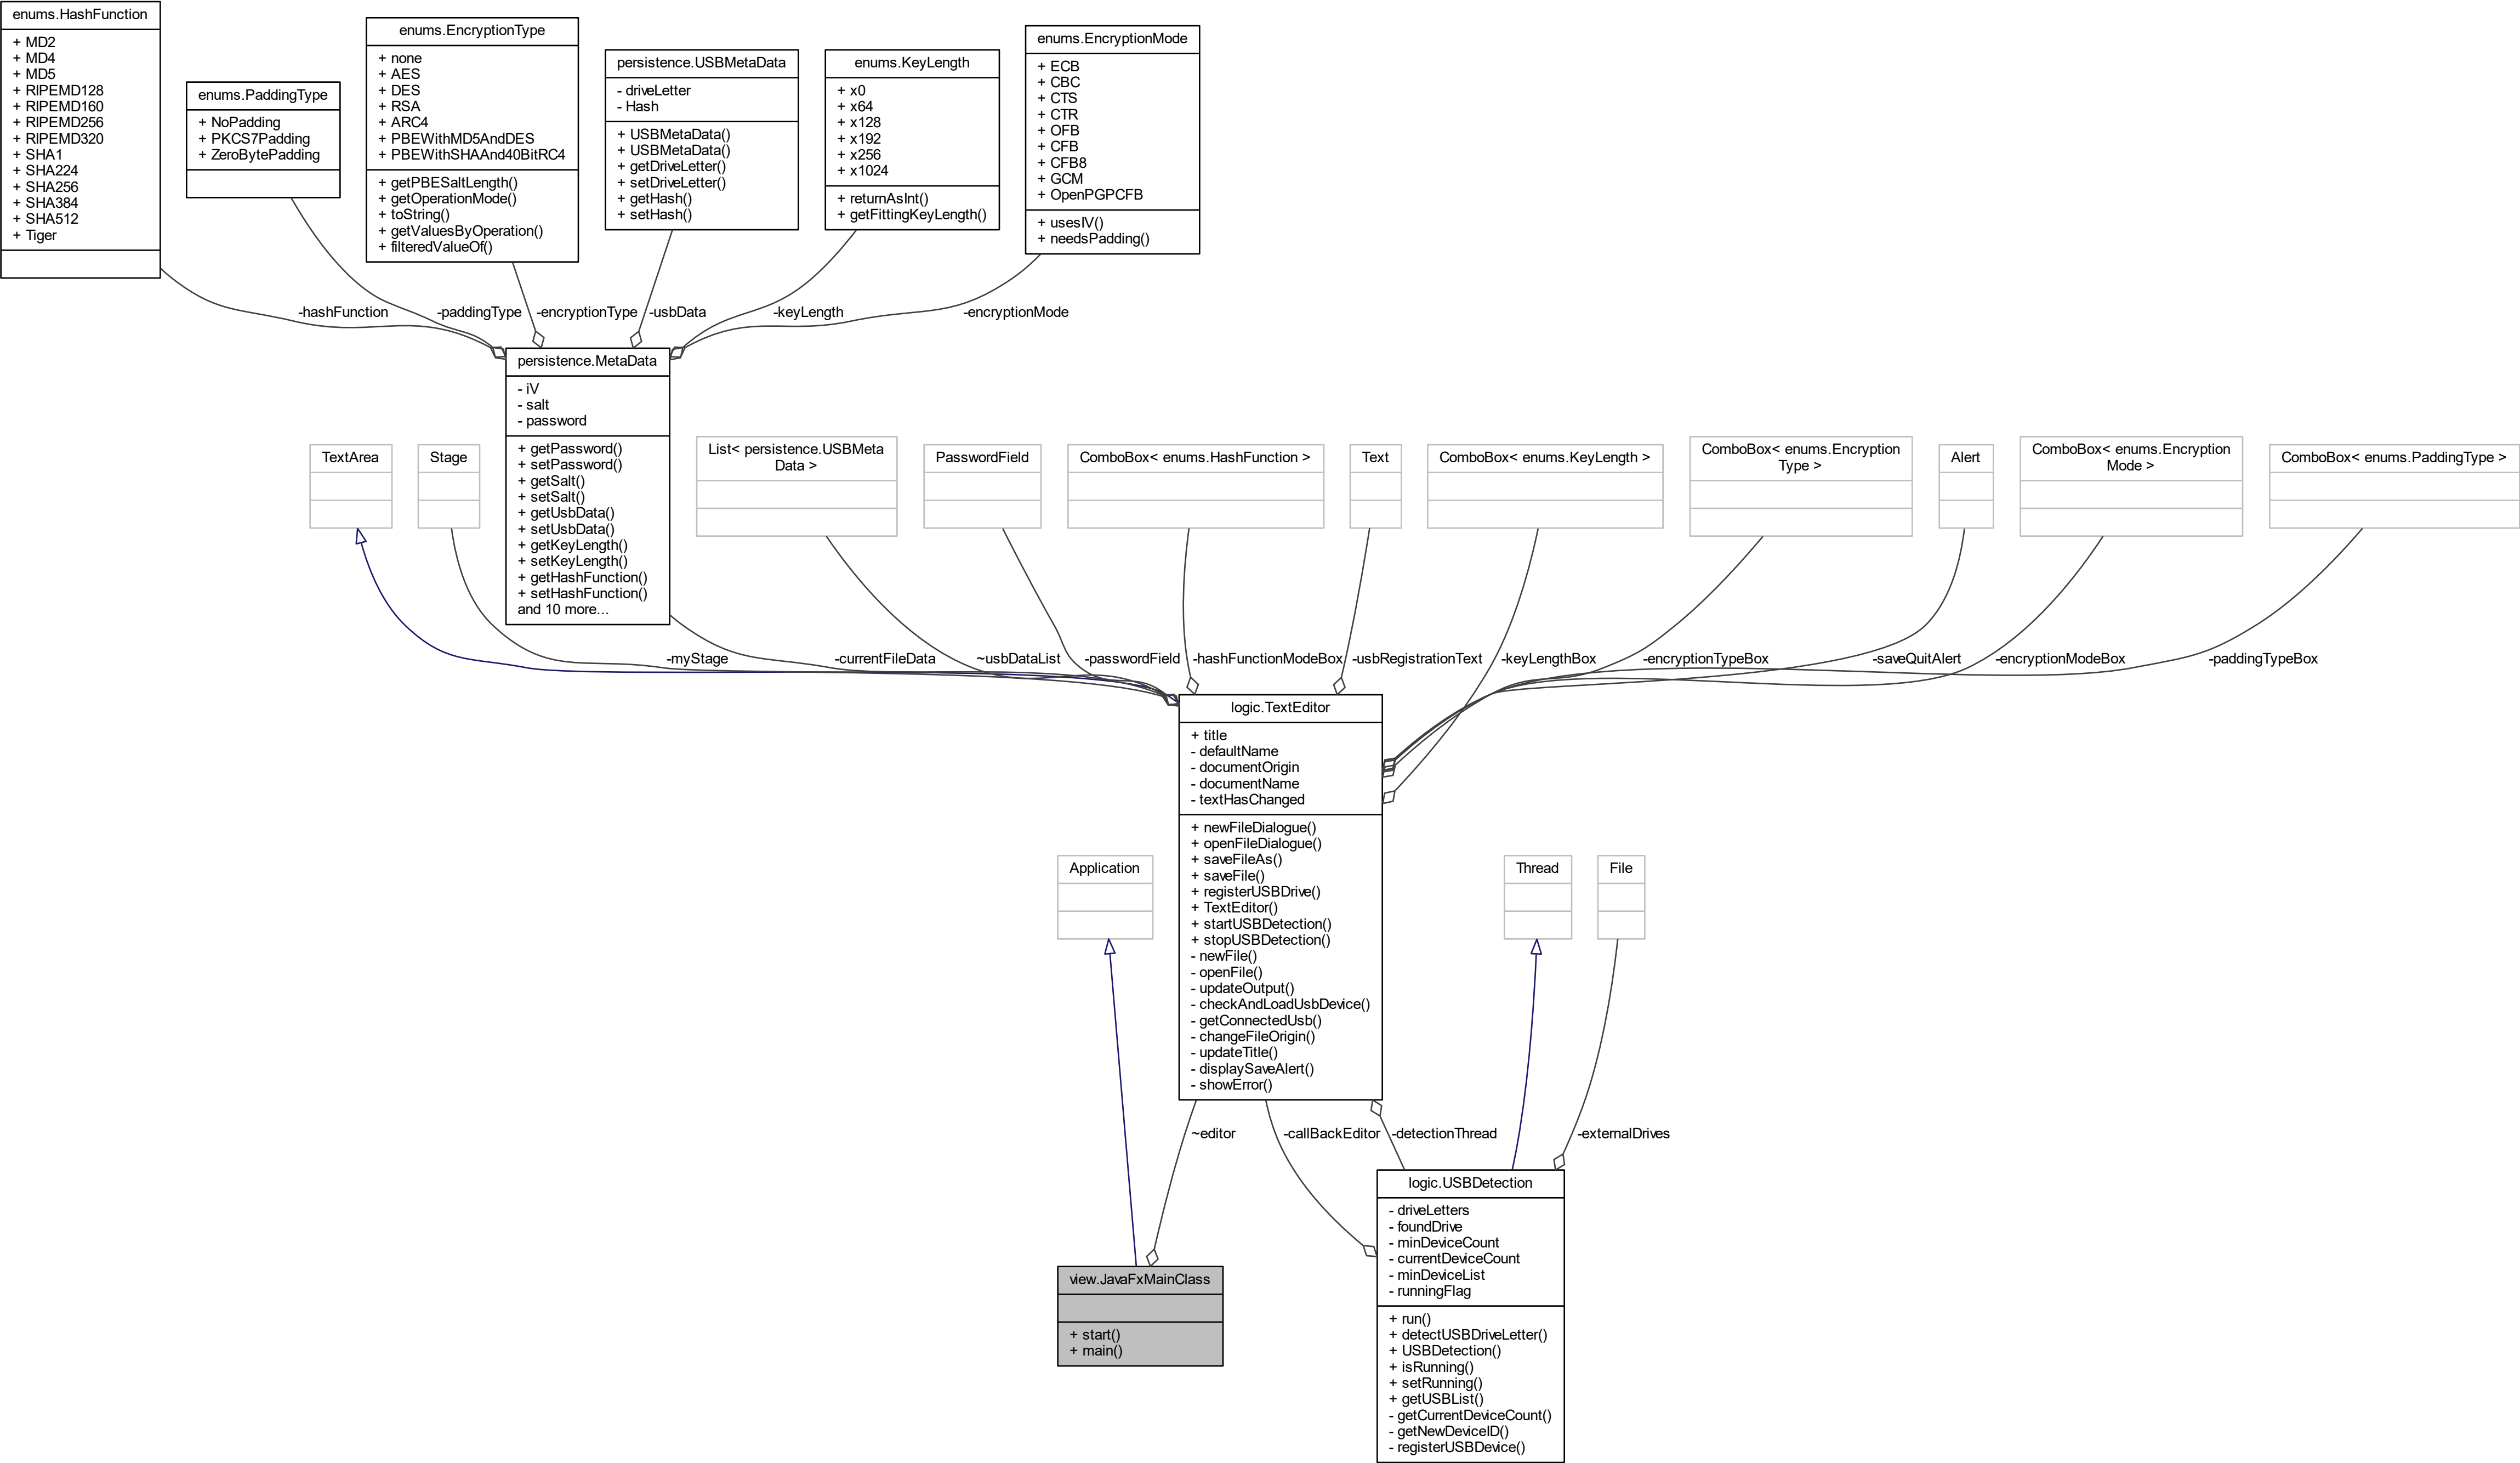 enums.HashFunction
+ MD2
+ MD4
+ MD5
+ RIPEMD128
+ RIPEMD160
+ RIPEMD256
+ RIPEMD320
+ SHA1
+ SHA224
+ SHA256
+ SHA384
+ SHA512
+ Tiger
enums.PaddingType
+ NoPadding
+ PKCS7Padding
+ ZeroBytePadding
enums.EncryptionType
+ none
+ AES
+ DES
+ RSA
+ ARC4
+ PBEWithMD5AndDES
+ PBEWithSHAAnd40BitRC4
+ getPBESaltLength()
+ getOperationMode()
+ toString()
+ getValuesByOperation()
+ filteredValueOf()
persistence.USBMetaData
- driveLetter
- Hash
+ USBMetaData()
+ USBMetaData()
+ getDriveLetter()
+ setDriveLetter()
+ getHash()
+ setHash()
enums.KeyLength
+ x0
+ x64
+ x128
+ x192
+ x256
+ x1024
+ returnAsInt()
+ getFittingKeyLength()
enums.EncryptionMode
+ ECB
+ CBC
+ CTS
+ CTR
+ OFB
+ CFB
+ CFB8
+ GCM
+ OpenPGPCFB
+ usesIV()
+ needsPadding()
-hashFunction
-paddingType
-encryptionType
-usbData
-keyLength
-encryptionMode
persistence.MetaData
- iV
- salt
- password
+ getPassword()
+ setPassword()
+ getSalt()
+ setSalt()
+ getUsbData()
+ setUsbData()
+ getKeyLength()
+ setKeyLength()
+ getHashFunction()
+ setHashFunction()
and 10 more...
TextArea
Stage
List< persistence.USBMeta
Data >
PasswordField
ComboBox< enums.HashFunction >
Text
ComboBox< enums.KeyLength >
ComboBox< enums.Encryption
Type >
Alert
ComboBox< enums.Encryption
Mode >
ComboBox< enums.PaddingType >
-myStage
-currentFileData
~usbDataList
-passwordField
-hashFunctionModeBox
-usbRegistrationText
-keyLengthBox
-encryptionTypeBox
-saveQuitAlert
-encryptionModeBox
-paddingTypeBox
logic.TextEditor
+ title
- defaultName
- documentOrigin
- documentName
- textHasChanged
+ newFileDialogue()
+ openFileDialogue()
+ saveFileAs()
+ saveFile()
+ registerUSBDrive()
+ TextEditor()
+ startUSBDetection()
+ stopUSBDetection()
- newFile()
- openFile()
- updateOutput()
- checkAndLoadUsbDevice()
- getConnectedUsb()
- changeFileOrigin()
- updateTitle()
- displaySaveAlert()
- showError()
Application
Thread
File
~editor
-callBackEditor
-detectionThread
-externalDrives
view.JavaFxMainClass
+ start()
+ main()
logic.USBDetection
- driveLetters
- foundDrive
- minDeviceCount
- currentDeviceCount
- minDeviceList
- runningFlag
+ run()
+ detectUSBDriveLetter()
+ USBDetection()
+ isRunning()
+ setRunning()
+ getUSBList()
- getCurrentDeviceCount()
- getNewDeviceID()
- registerUSBDevice()